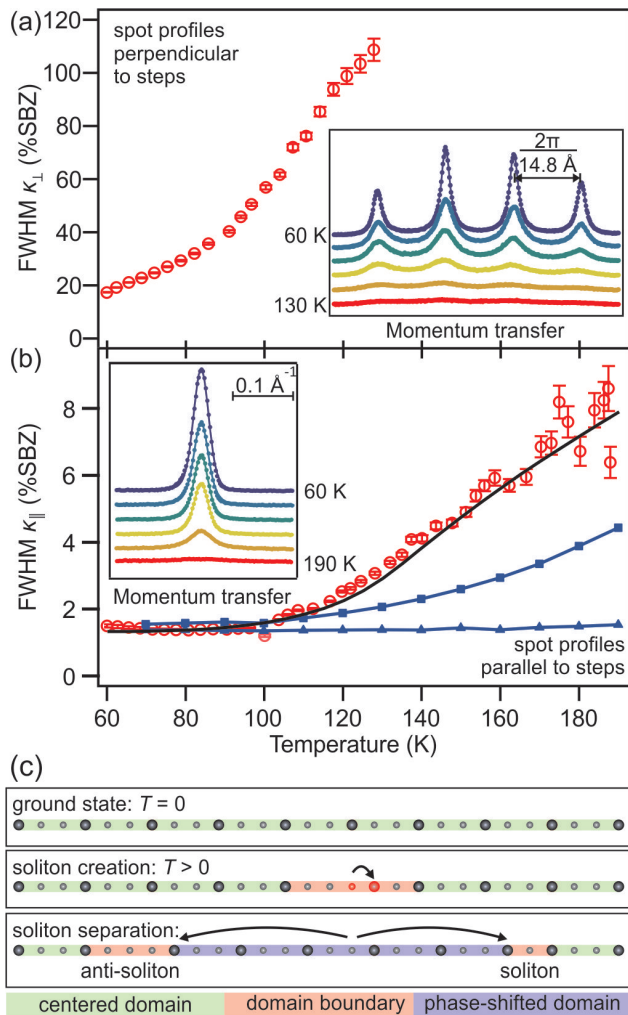 (a)
120
100
80
60
40
20
0
FWHM κ⊥ (%SBZ)
spot profiles
perpendicular
to steps
2π
14.8 Å
60 K
130 K
Momentum transfer
(b)
8
6
4
2
0
FWHM κ∥ (%SBZ)
0.1 Å⁻¹
60 K
190 K
Momentum transfer
spot profiles
parallel to steps
60 80 100 120 140 160 180
Temperature (K)
(c)
ground state: T = 0
soliton creation: T > 0
soliton separation:
anti-soliton soliton
centered domain domain boundary phase-shifted domain